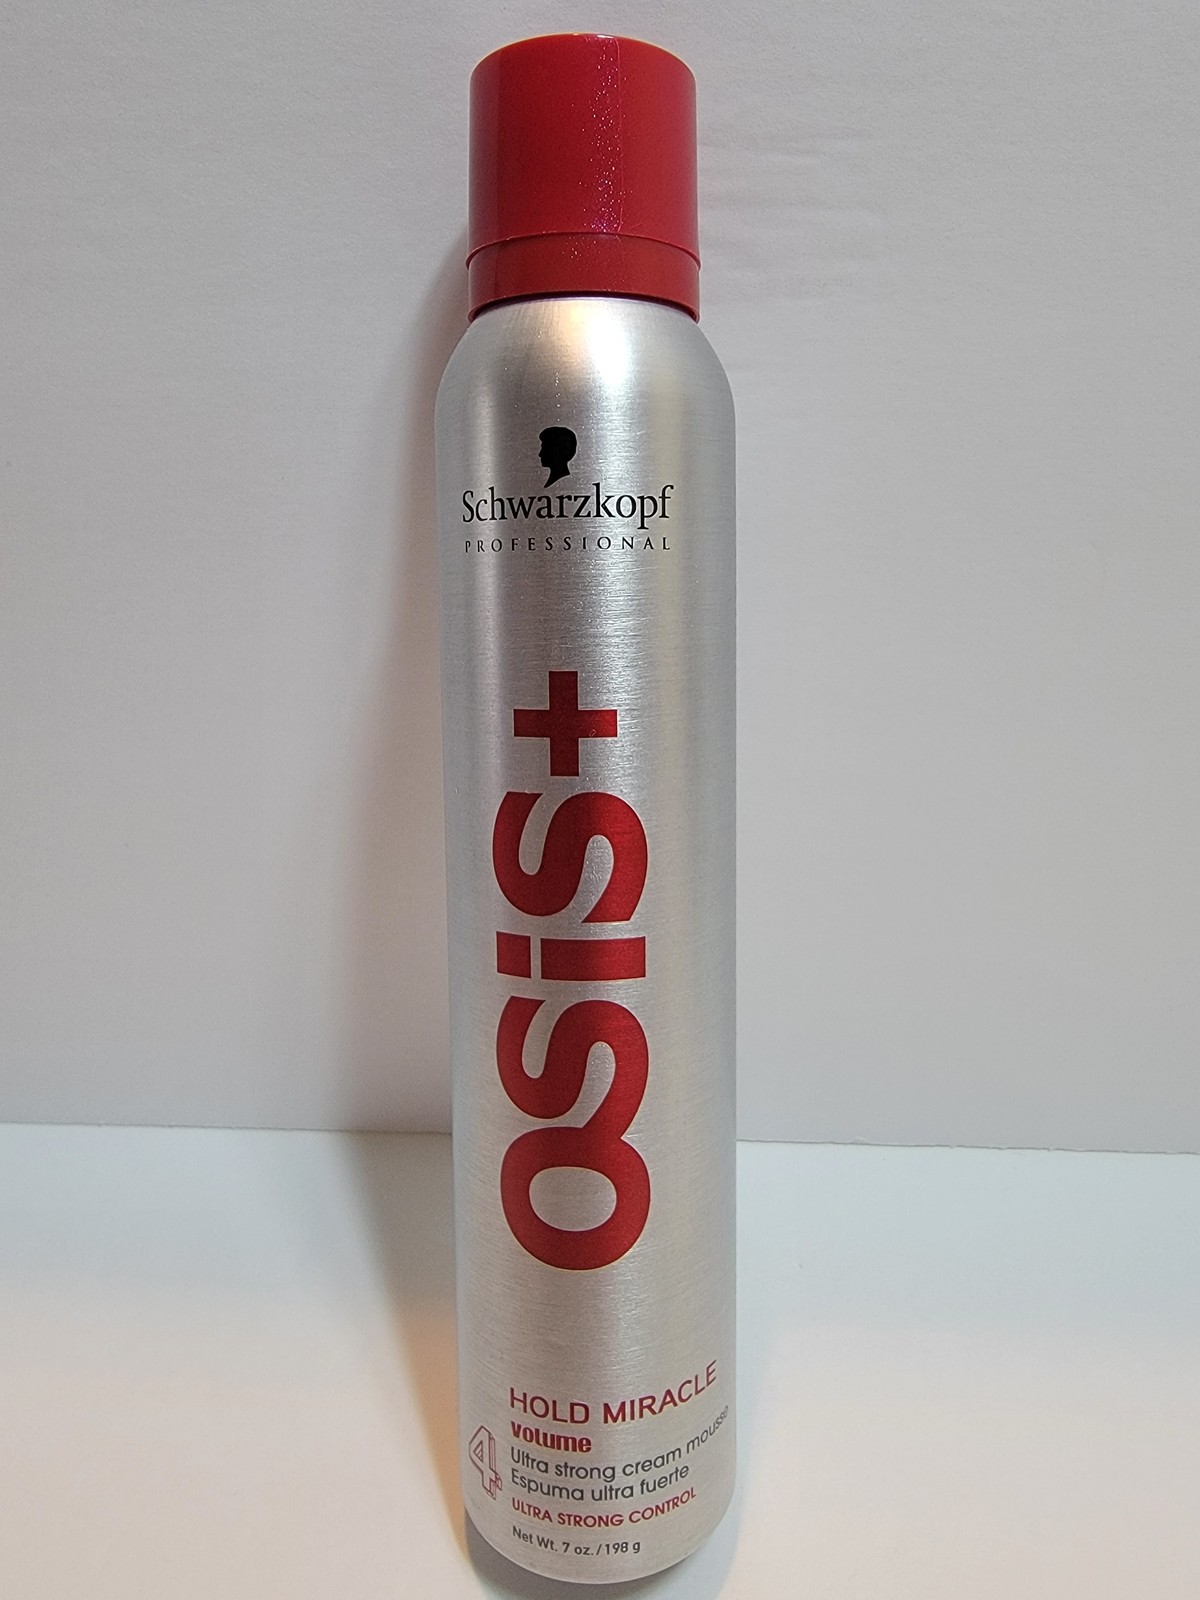 Schwarzkopf
PROFESSIONAL
OSiS+
HOLD MIRACLE
volume
4
Ultra strong cream mousse
Espuma ultra fuerte
ULTRA STRONG CONTROL
Net Wt. 7 oz./198 g